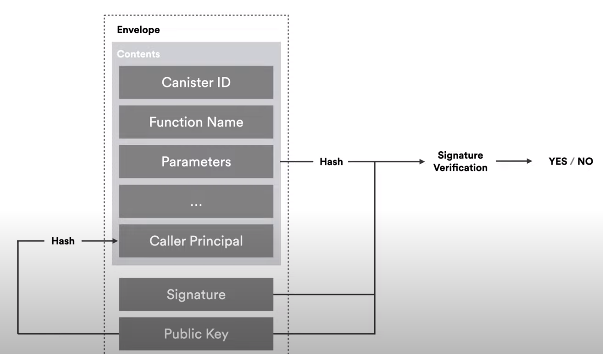 Envelope
Contents
Canister ID
Function Name
Parameters
Hash
Signature
Verification
YES / NO
...
Hash
Caller Principal
Signature
Public Key